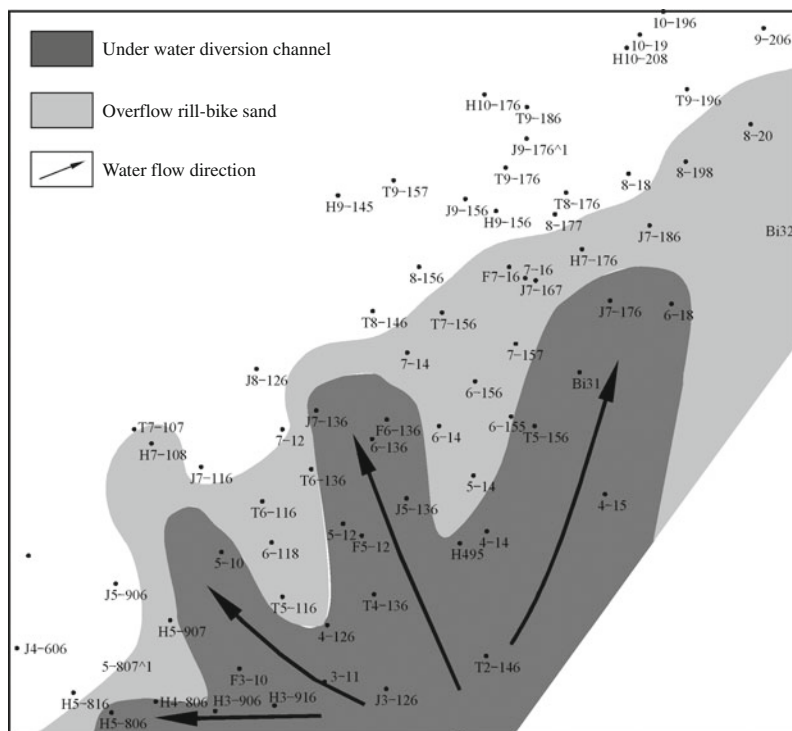 10-196
9-206
10-19
H10-208
Under water diversion channel
Overflow rill-bike sand
Water flow direction
H10-176
T9-186
T9-196
8-20
J9-176^1
T9-176
8-198
8-18
T9-157
H9-145
J9-156
H9-156
T8-176
8-177
J7-186
Bi32
H7-176
8-156
F7-16
7-16
J7-167
J7-176
6-18
T8-146
T7-156
7-157
7-14
J8-126
Bi31
6-156
J7-136
F6-136
6-136
6-14
6-155
T5-156
T7-107
H7-108
7-12
J7-116
T6-136
5-14
T6-116
J5-136
4-15
5-12
F5-12
4-14
H495
6-118
5-10
J5-906
T5-116
T4-136
H5-907
4-126
J4-606
5-807^1
F3-10
3-11
T2-146
H5-816
H4-806
H3-906
H3-916
J3-126
H5-806